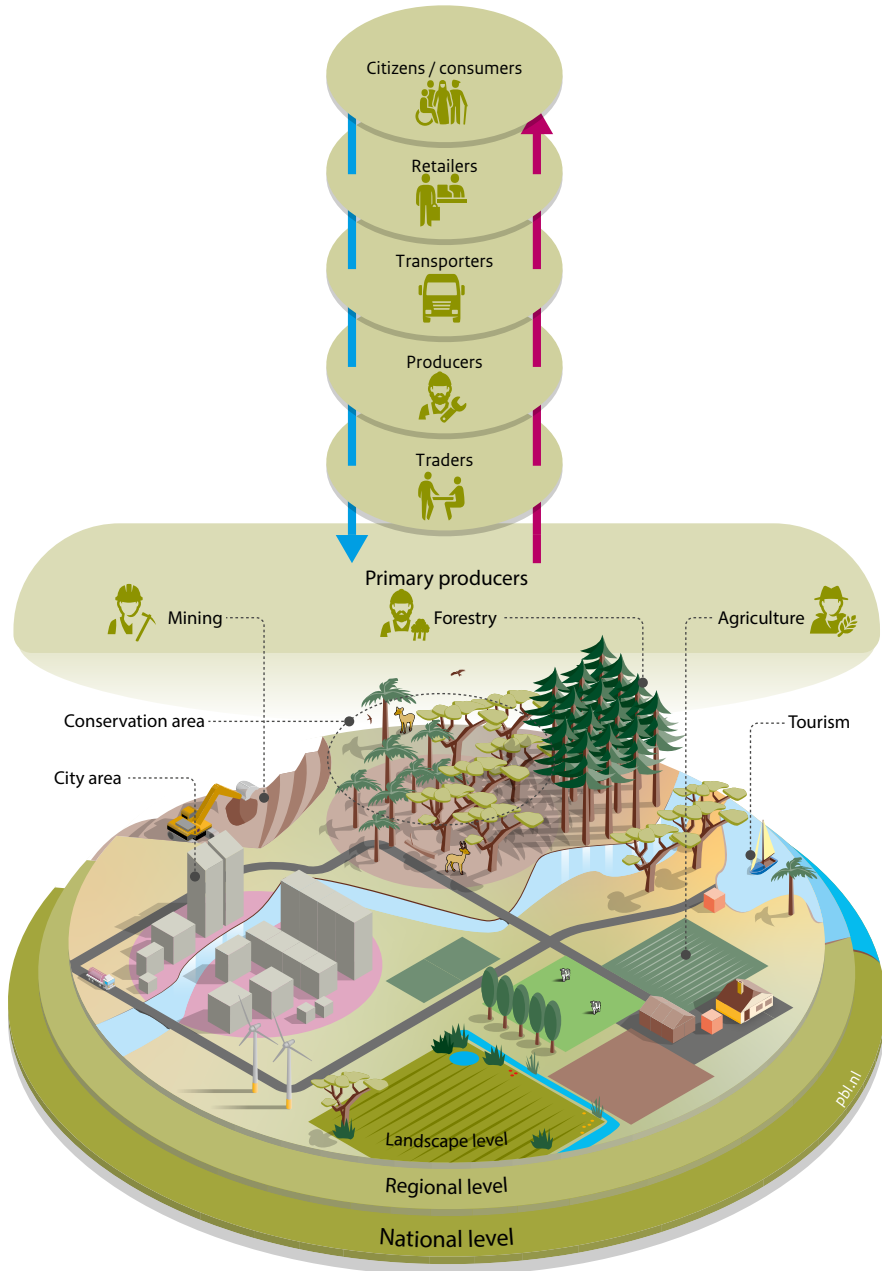 Citizens / consumers
Retailers
Transporters
Producers
Traders
Primary producers
Mining
Forestry
Agriculture
Conservation area
Tourism
City area
pbl.nl
Landscape level
Regional level
National level